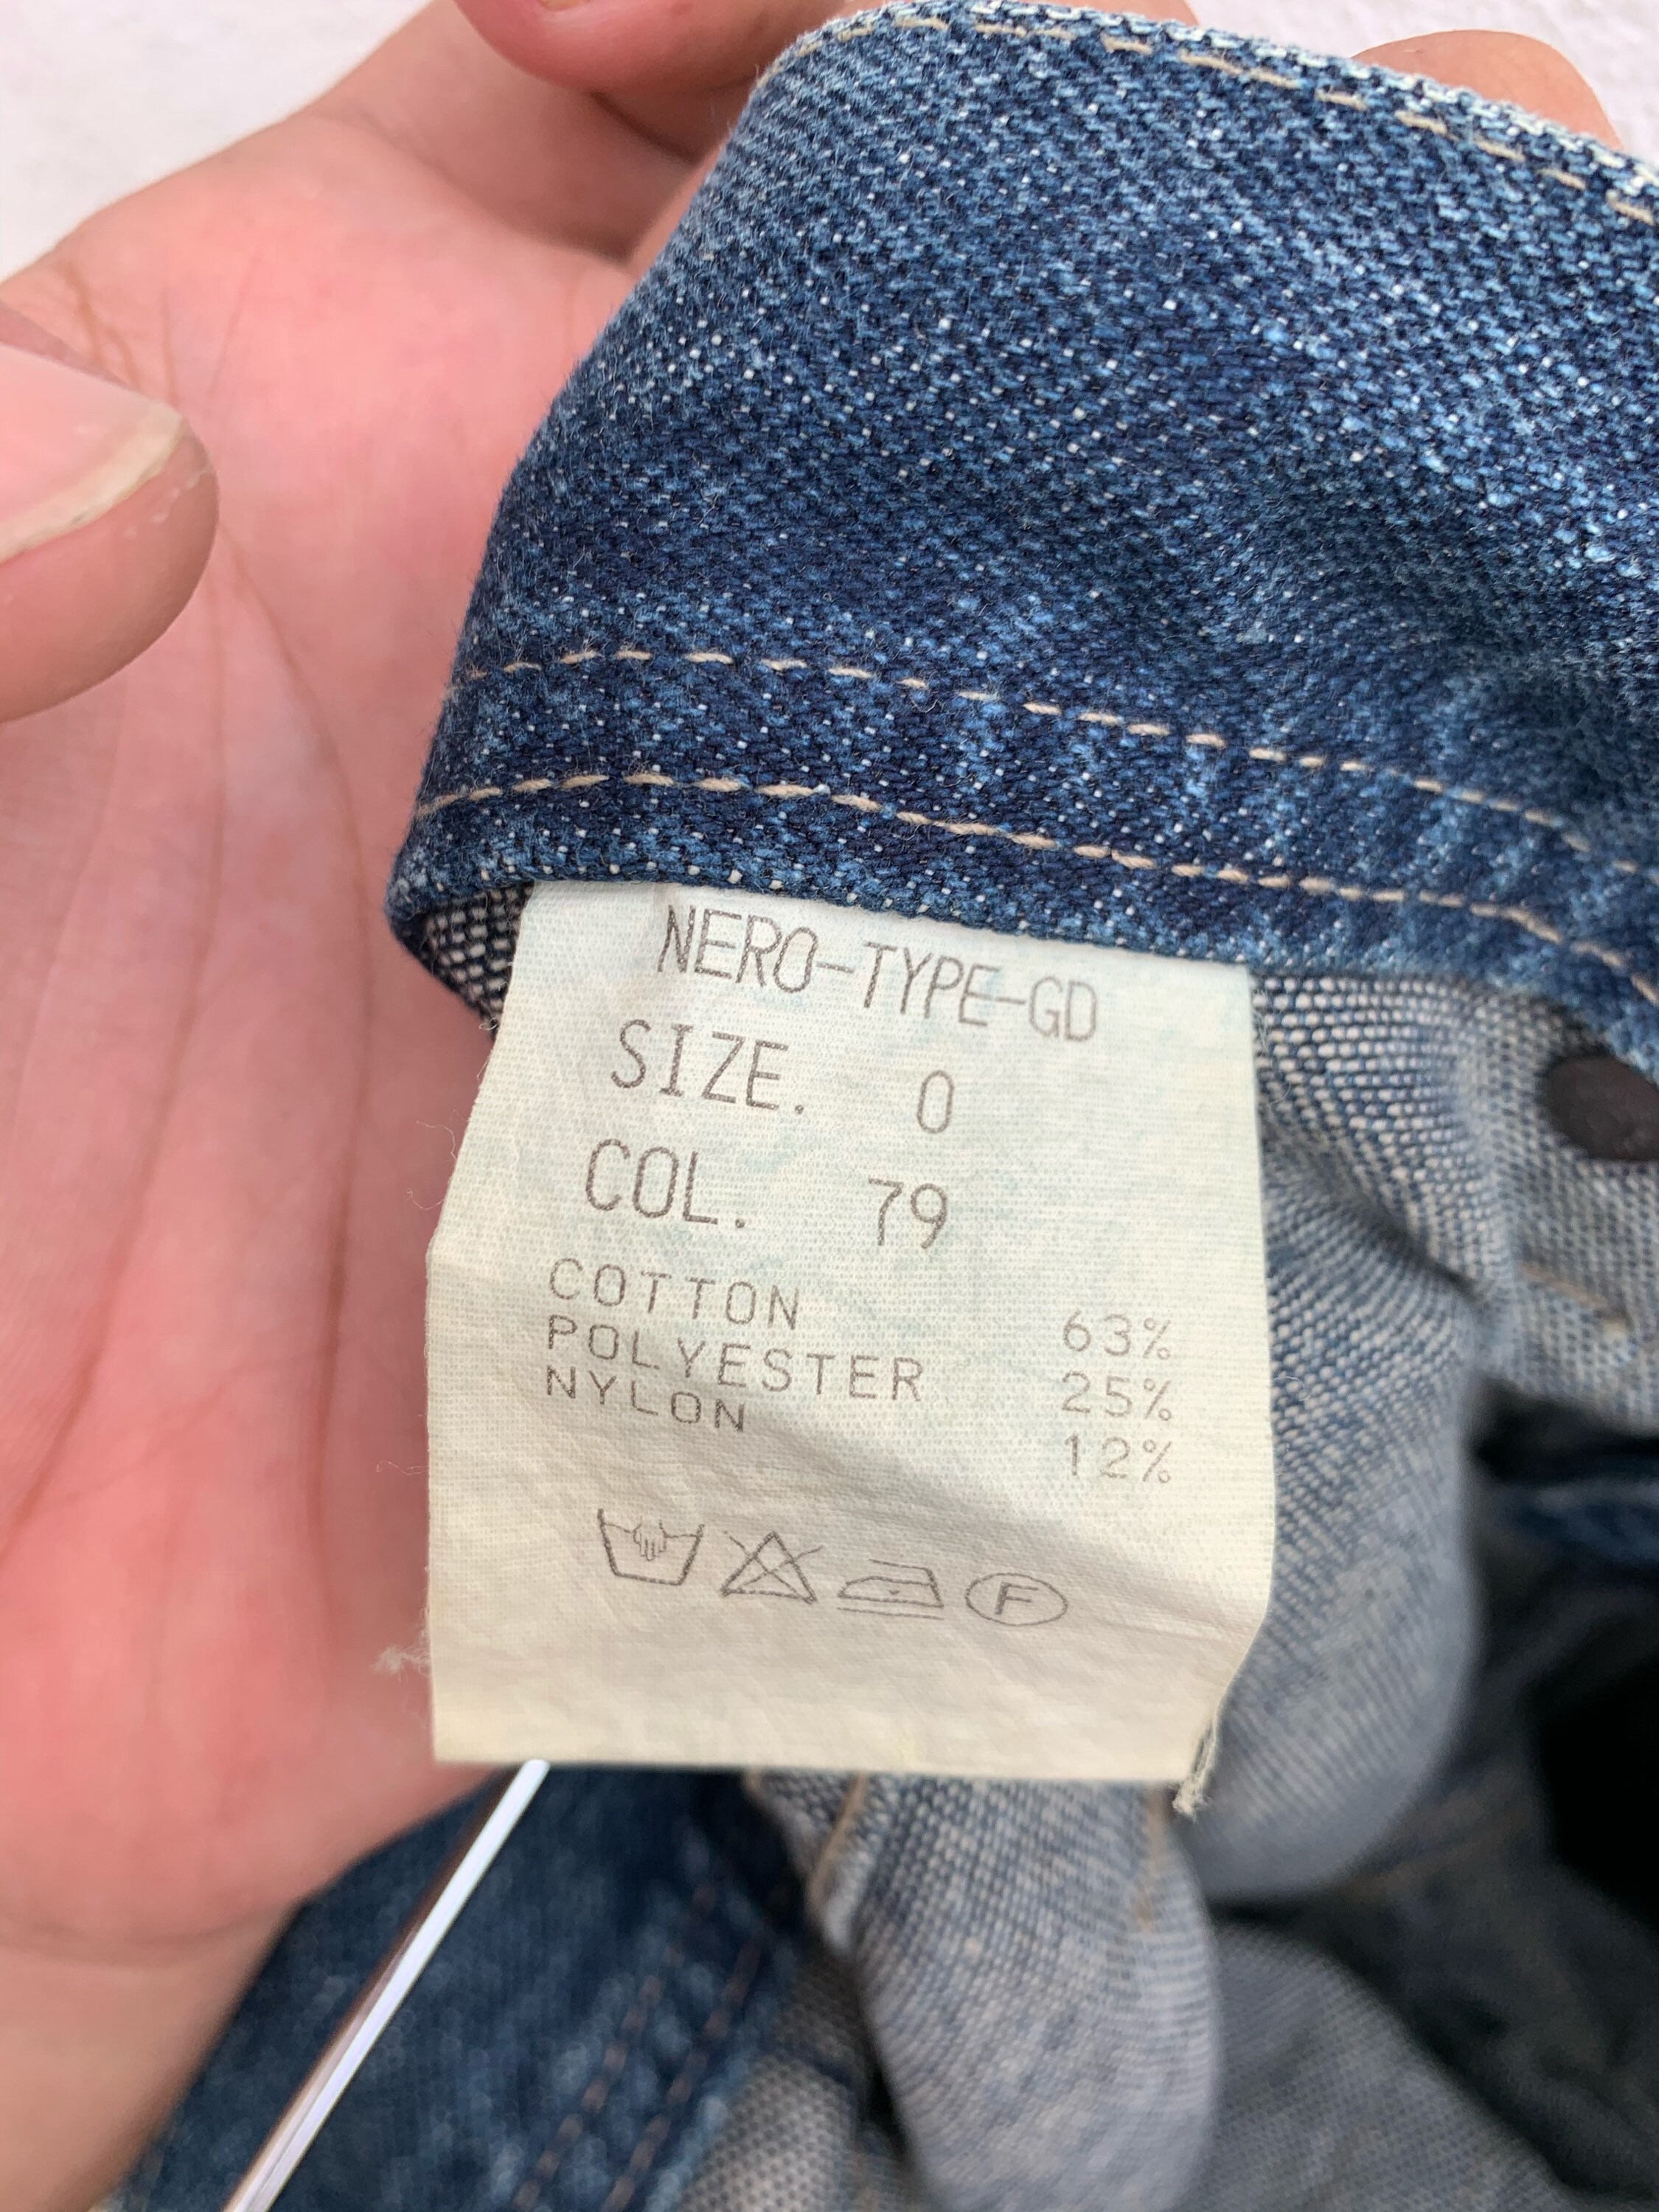 NERO-TYPE-GD
SIZE. 0
COL. 79
COTTON 63%
POLYESTER 25%
NYLON 12%
F